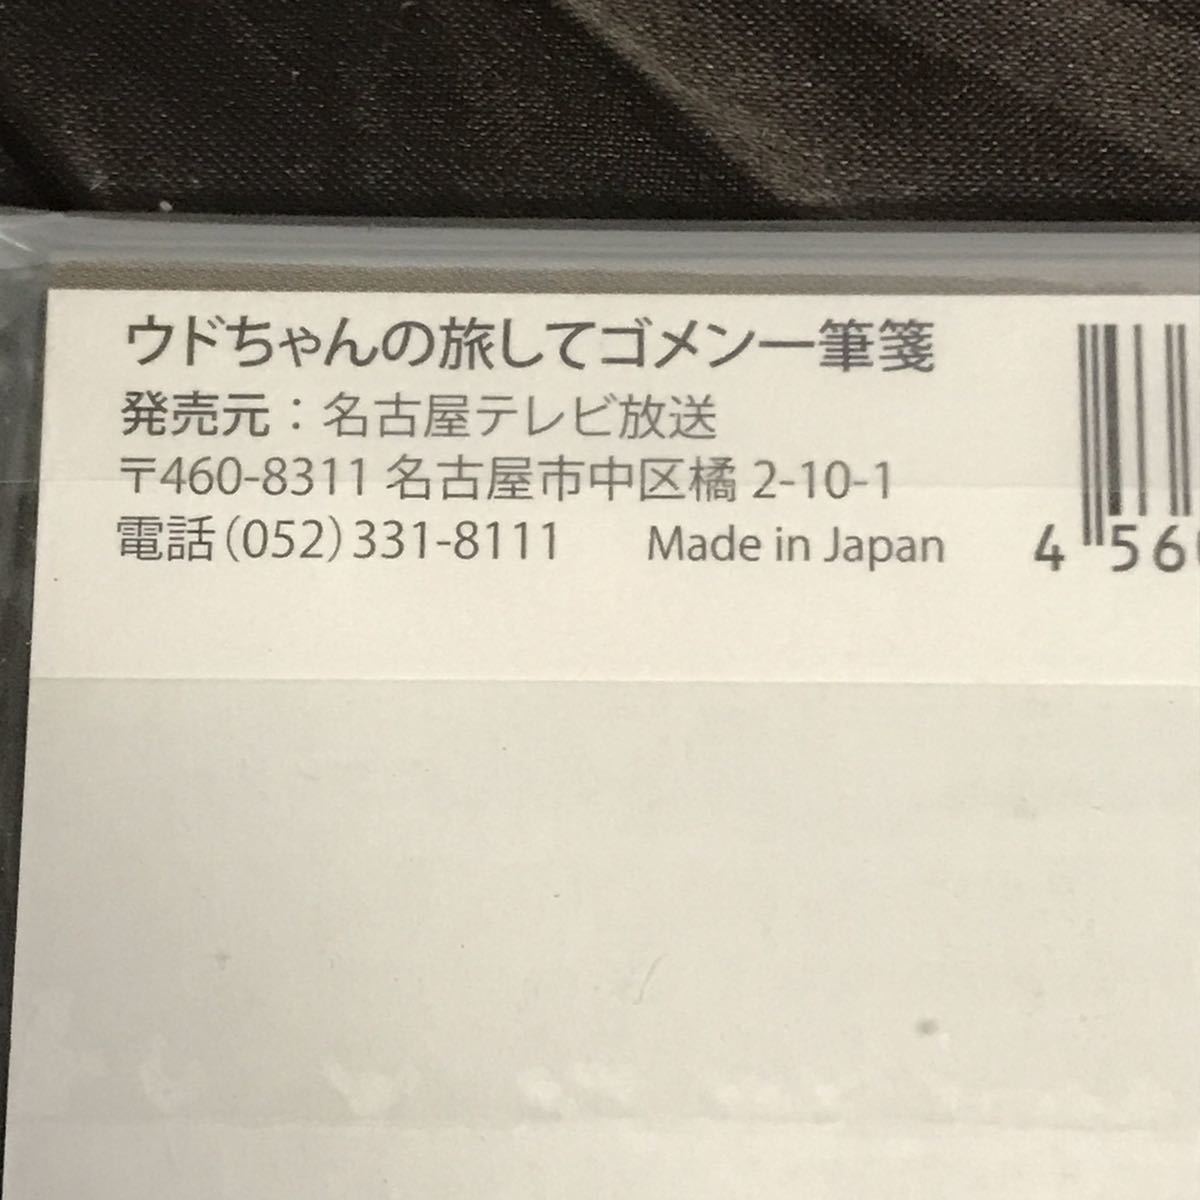 ウドちゃんの旅してゴメン一筆箋
発売元：名古屋テレビ放送
〒460-8311 名古屋市中区橘 2-10-1
電話(052)331-8111 Made in Japan
4 56